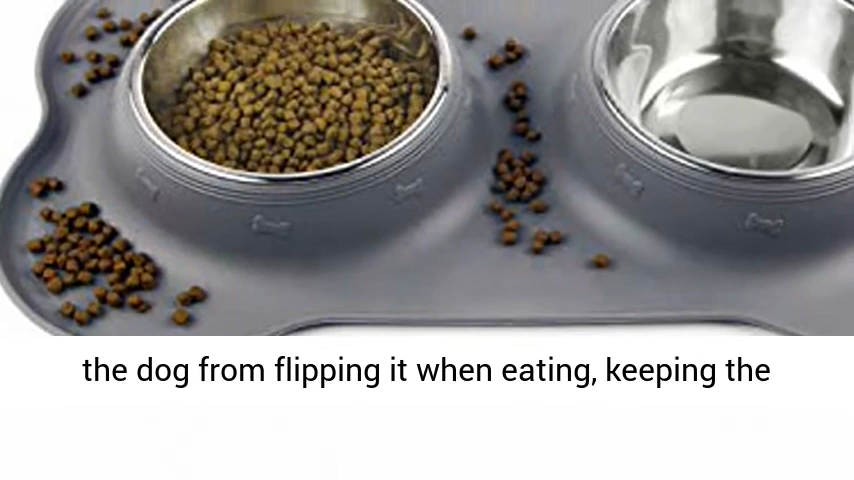 the dog from flipping it when eating, keeping the